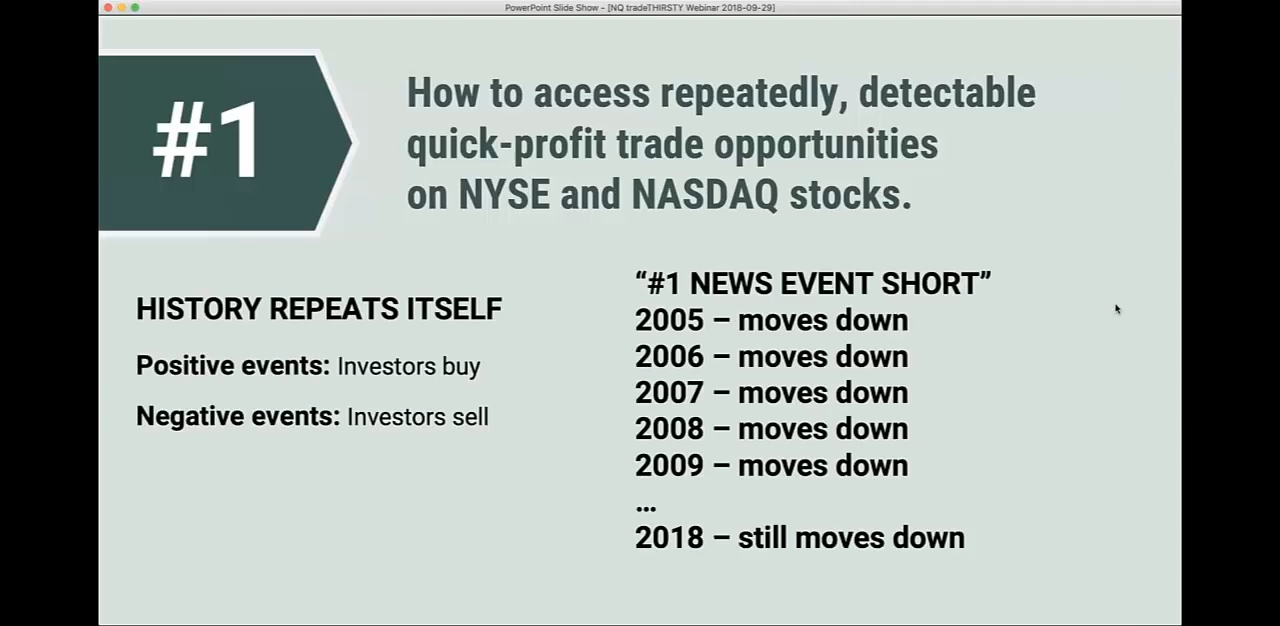 PowerPoint Slide Show - [NQ tradeTHIRSTY Webinar 2018-09-29]
#1
How to access repeatedly, detectable
quick-profit trade opportunities
on NYSE and NASDAQ stocks.
HISTORY REPEATS ITSELF
Positive events: Investors buy
Negative events: Investors sell
“#1 NEWS EVENT SHORT”
2005 – moves down
2006 – moves down
2007 – moves down
2008 – moves down
2009 – moves down
...
2018 – still moves down